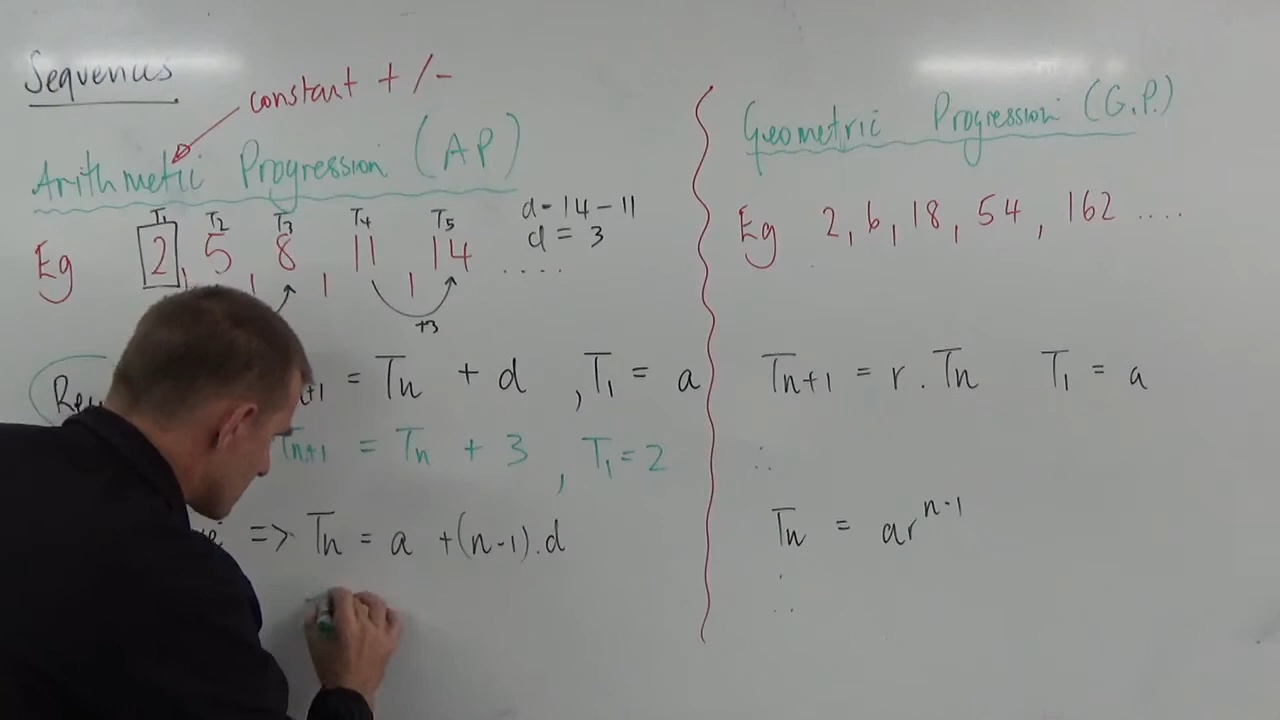 Sequences
constant + / -
Arithmetic Progression (AP)
T1 T2 T3 T4 T5
Eg 2, 5, 8, 11, 14 ....
d = 14 - 11
d = 3
+3
n+1 = Tn + d , T1 = a
Tn+1 = Tn + 3 , T1 = 2
=> Tn = a + (n-1).d
Geometric Progression (G.P.)
Eg 2, 6, 18, 54, 162 ....
Tn+1 = r . Tn T1 = a
∴
Tn = ar^n-1
∴